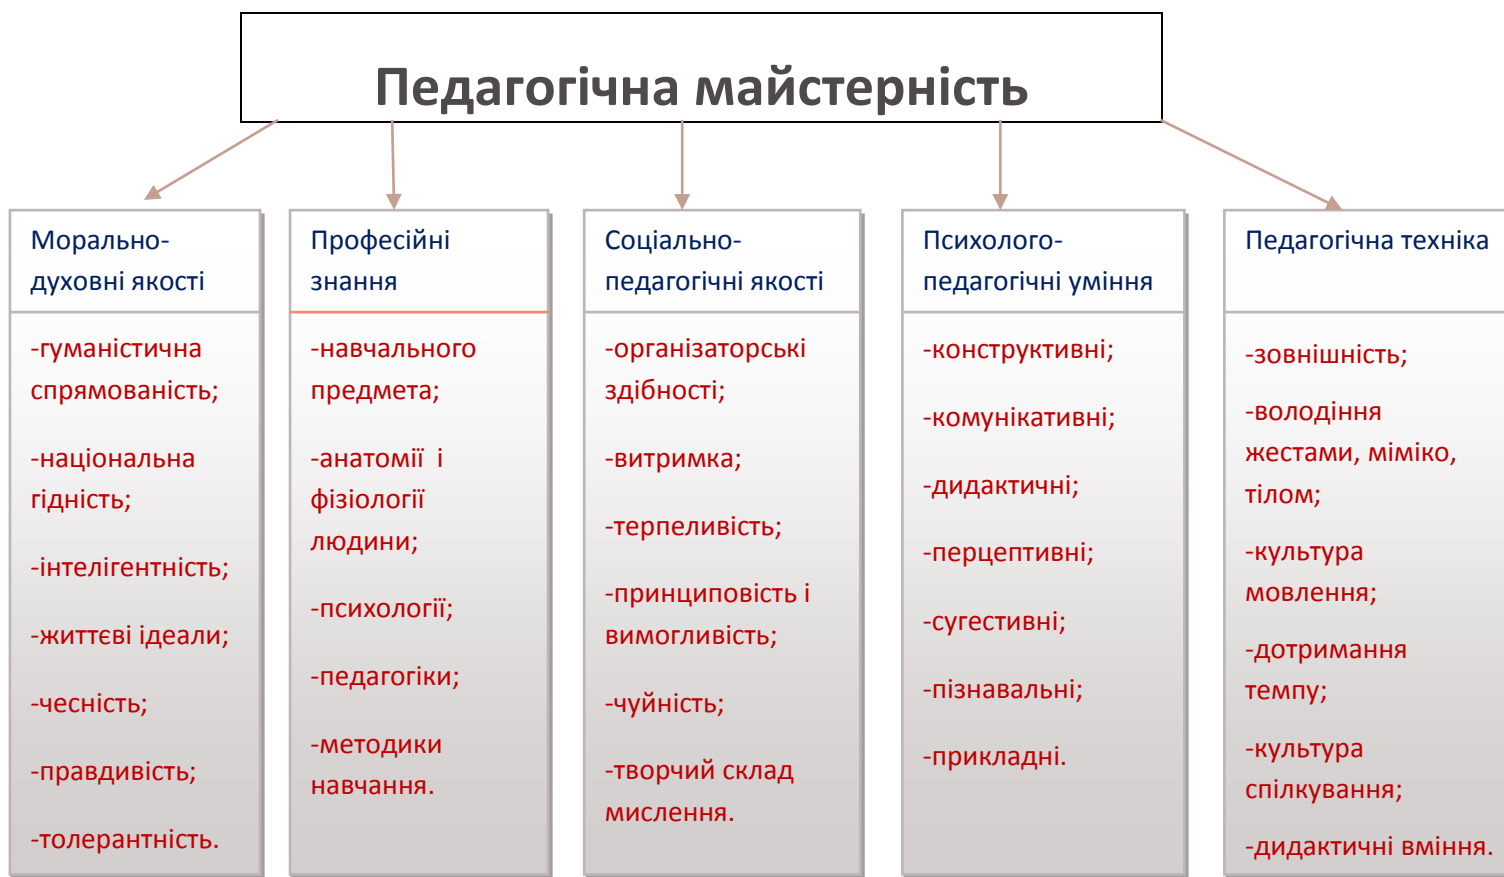 Педагогічна майстерність
Морально-
духовні якості
-гуманістична
спрямованість;
-національна
гідність;
-інтелігентність;
-життєві ідеали;
-чесність;
-правдивість;
-толерантність.
Професійні
знання
-навчального
предмета;
-анатомії і
фізіології
людини;
-психології;
-педагогіки;
-методики
навчання.
Соціально-
педагогічні якості
-організаторські
здібності;
-витримка;
-терпеливість;
-принциповість і
вимогливість;
-чуйність;
-творчий склад
мислення.
Психолого-
педагогічні уміння
-конструктивні;
-комунікативні;
-дидактичні;
-перцептивні;
-сугестивні;
-пізнавальні;
-прикладні.
Педагогічна техніка
-зовнішність;
-володіння
жестами, міміко,
тілом;
-культура
мовлення;
-дотримання
темпу;
-культура
спілкування;
-дидактичні вміння.